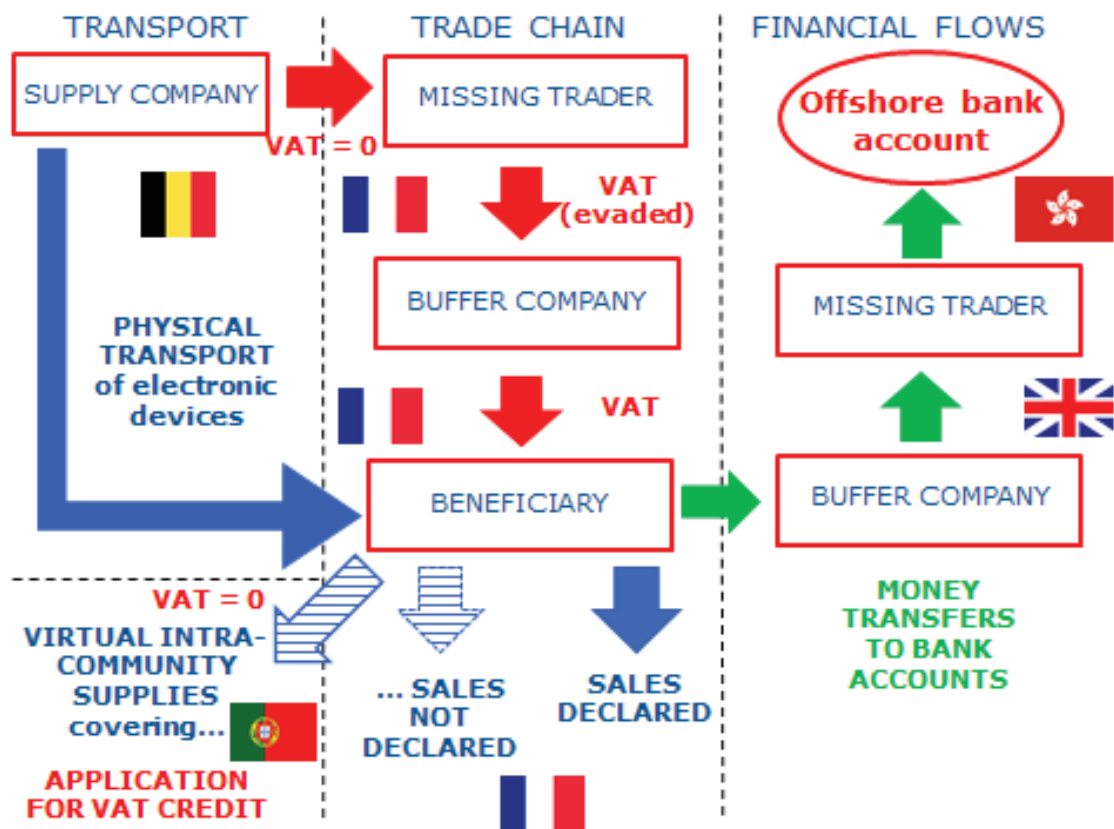 TRANSPORT
SUPPLY COMPANY
VAT = 0
PHYSICAL
TRANSPORT
of electronic
devices
TRADE CHAIN
MISSING TRADER
VAT
(evaded)
BUFFER COMPANY
VAT
BENEFICIARY
VAT = 0
VIRTUAL INTRA-
COMMUNITY
SUPPLIES
covering...
APPLICATION
FOR VAT CREDIT
... SALES
NOT
DECLARED
SALES
DECLARED
FINANCIAL FLOWS
Offshore bank
account
MISSING TRADER
BUFFER COMPANY
MONEY
TRANSFERS
TO BANK
ACCOUNTS